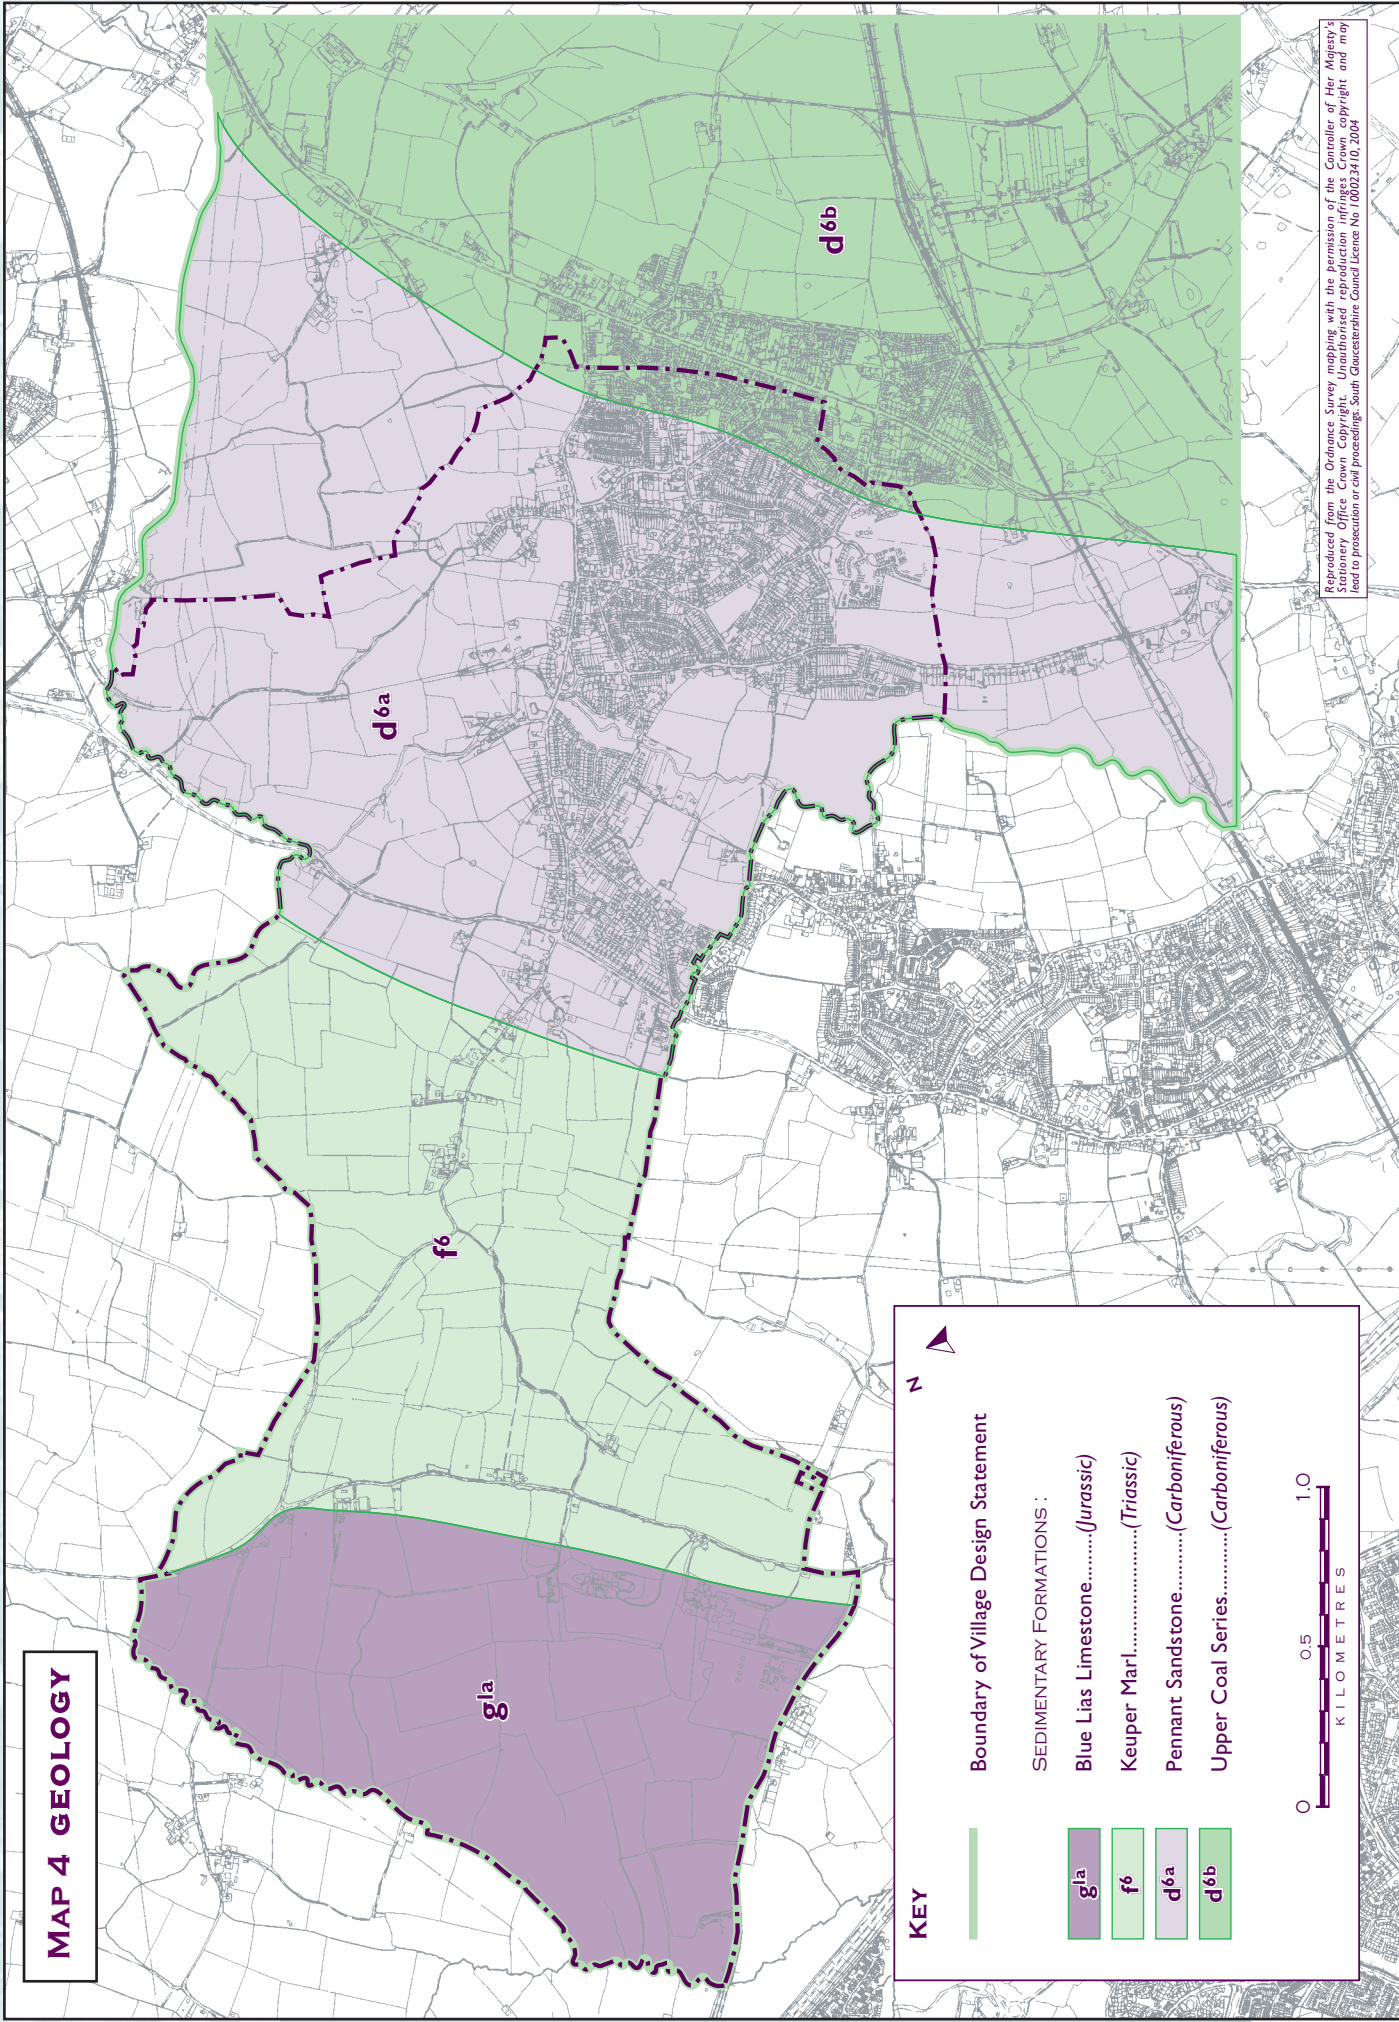 MAP 4 GEOLOGY
g1a
f6
d6a
d6b
KEY
Boundary of Village Design Statement
SEDIMENTARY FORMATIONS :
g1a Blue Lias Limestone..........(Jurassic)
f6 Keuper Marl..........................(Triassic)
d6a Pennant Sandstone..........(Carboniferous)
d6b Upper Coal Series............(Carboniferous)
N
0 0.5 1.0
KILOMETRES
Reproduced from the Ordnance Survey mapping with the permission of the Controller of Her Majesty's
Stationery Office Crown Copyright. Unauthorised reproduction infringes Crown copyright and may
lead to prosecution or civil proceedings. South Gloucestershire Council Licence No 100023410, 2004